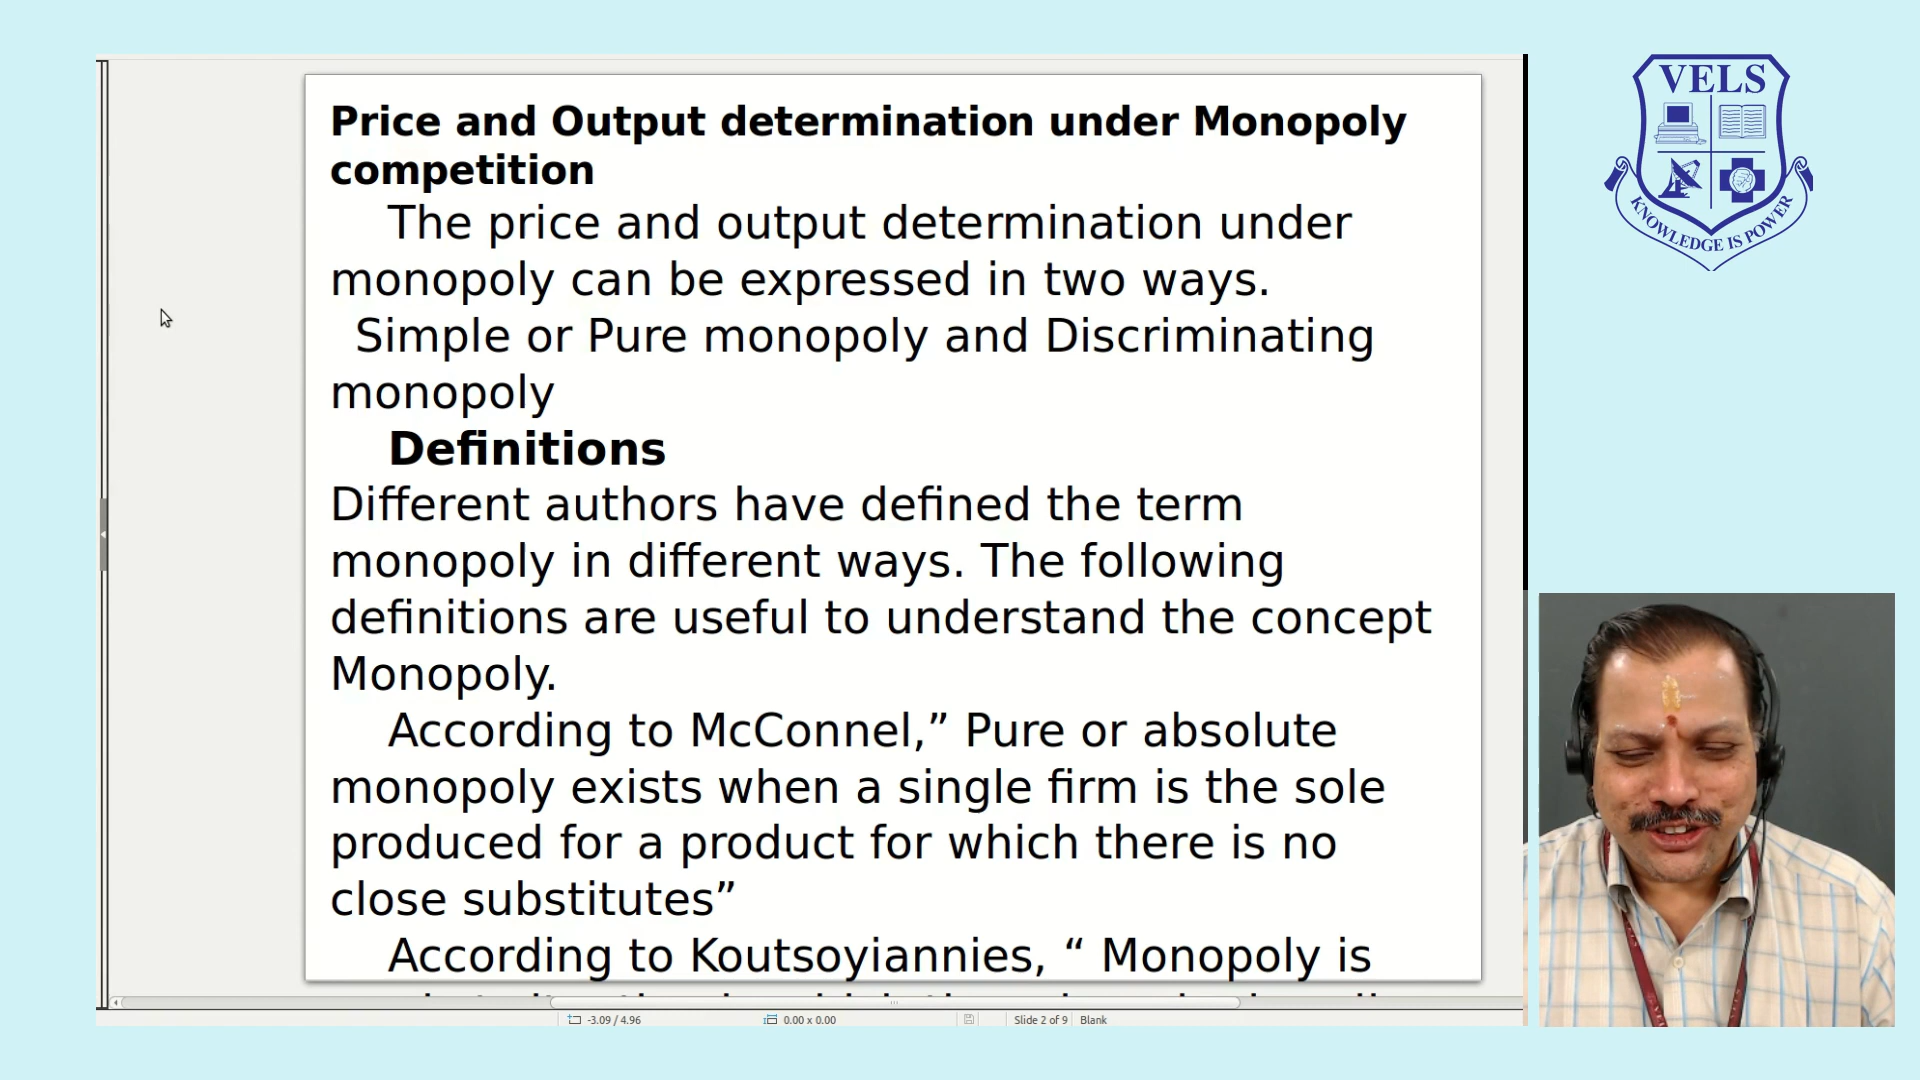 Price and Output determination under Monopoly
competition
The price and output determination under
monopoly can be expressed in two ways.
Simple or Pure monopoly and Discriminating
monopoly
Definitions
Different authors have defined the term
monopoly in different ways. The following
definitions are useful to understand the concept
Monopoly.
According to McConnel,” Pure or absolute
monopoly exists when a single firm is the sole
produced for a product for which there is no
close substitutes”
According to Koutsoyiannies, “ Monopoly is
-3.09 / 4.96
0.00 x 0.00
Slide 2 of 9
Blank
VELS
KNOWLEDGE IS POWER